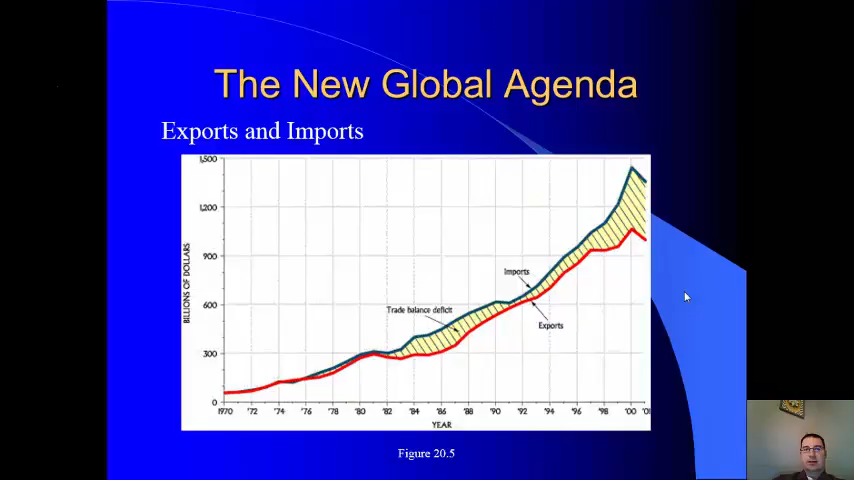 The New Global Agenda
Exports and Imports
1,500
1,200
900
600
300
0
BILLIONS OF DOLLARS
Imports
Trade balance deficit
Exports
1970 '72 '74 '76 '78 '80 '82 '84 '86 '88 '90 '92 '94 '96 '98 '00
YEAR
Figure 20.5